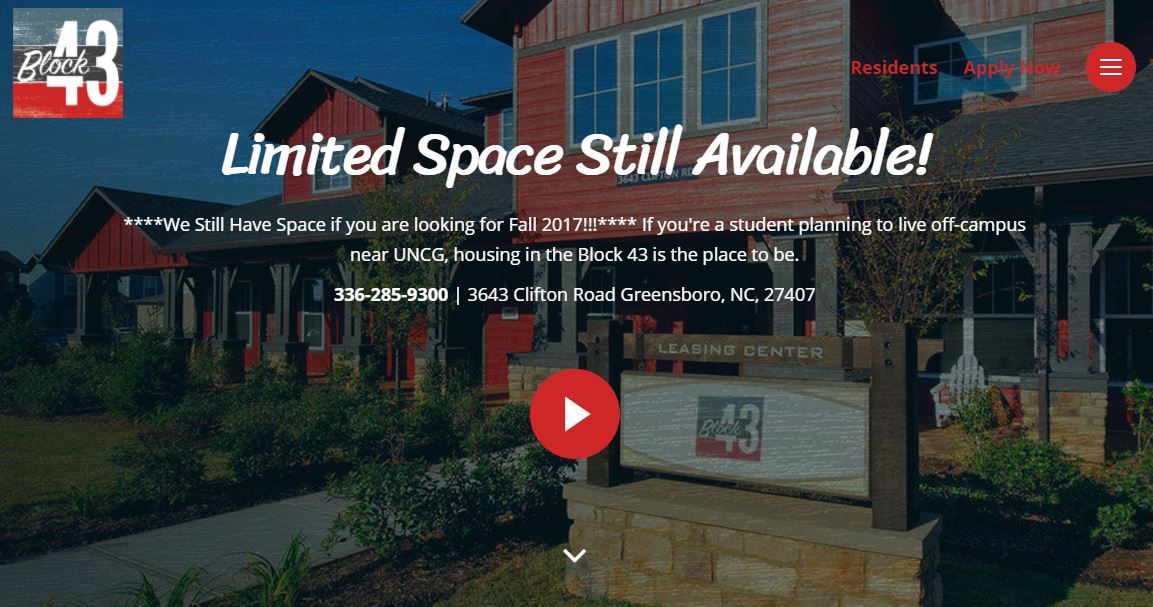 Block 43
Residents
Apply Now
Limited Space Still Available!
3643 CLIFTON RD
****We Still Have Space if you are looking for Fall 2017!!!**** If you're a student planning to live off-campus
near UNCG, housing in the Block 43 is the place to be.
336-285-9300 | 3643 Clifton Road Greensboro, NC, 27407
LEASING CENTER
Block 43